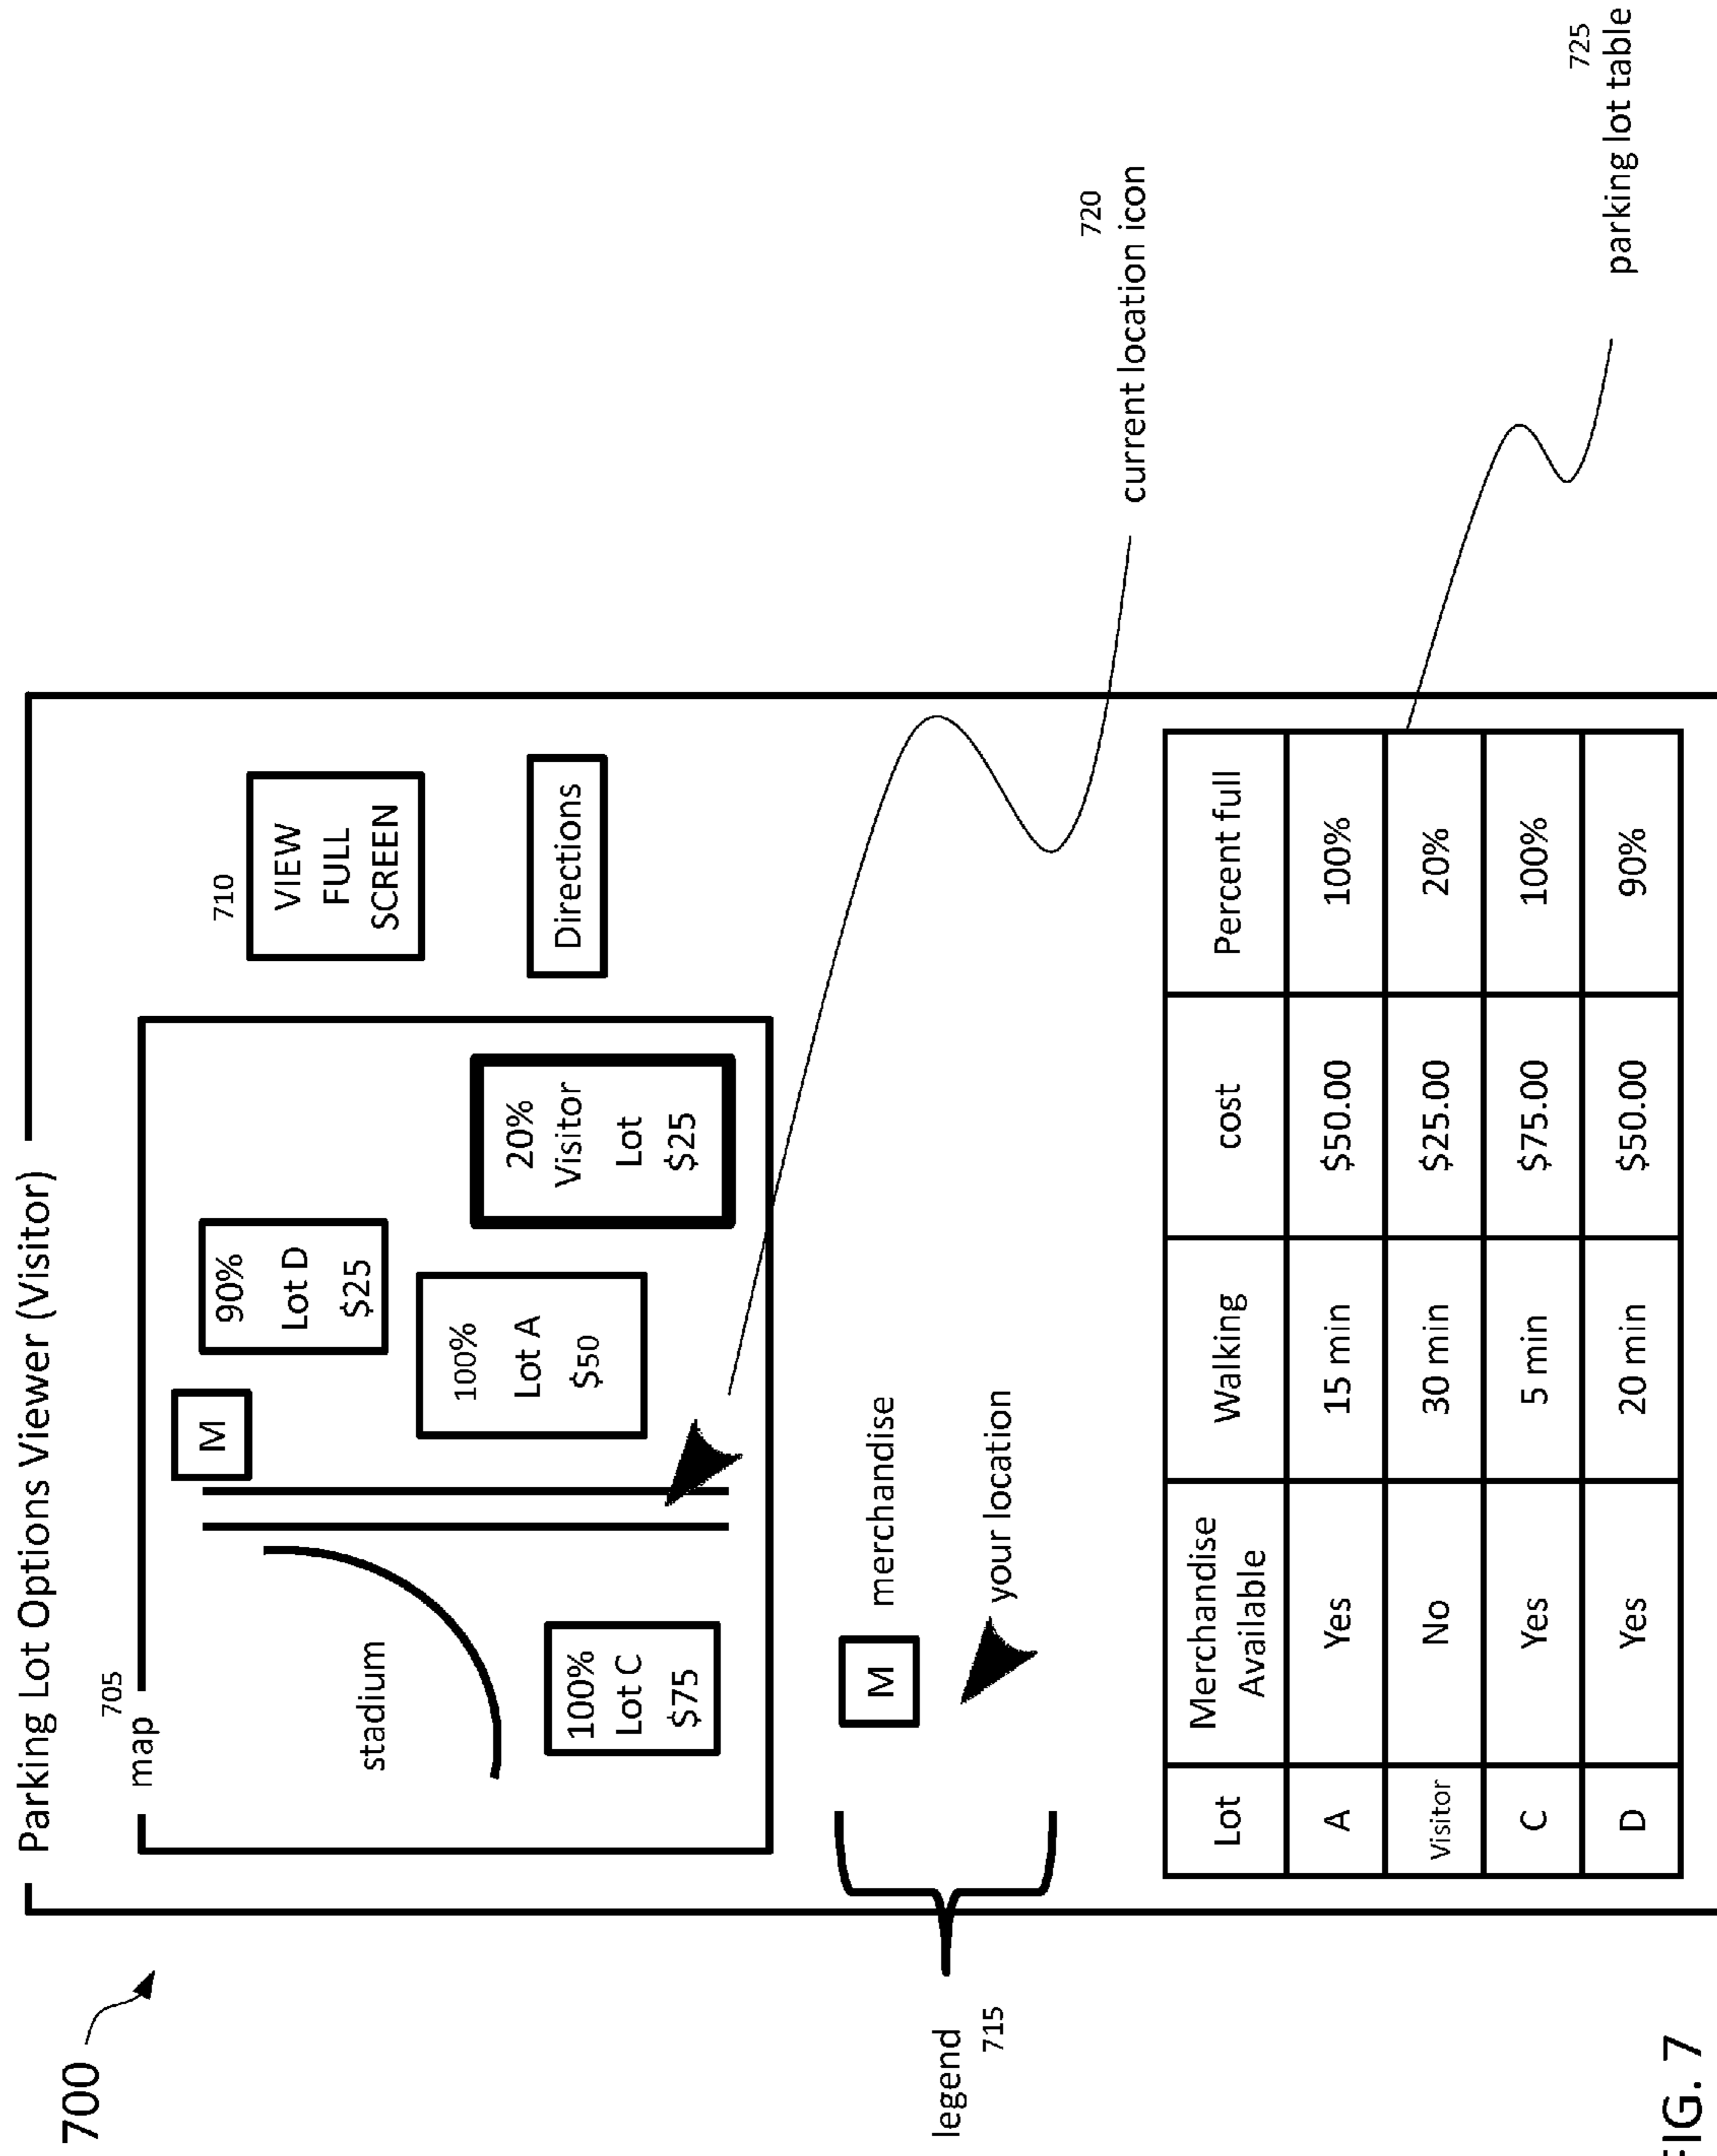 700
Parking Lot Options Viewer (Visitor)
705
map
stadium
M
90%
Lot D
$25
100%
Lot A
$50
100%
Lot C
$75
20%
Visitor
Lot
$25
710
VIEW
FULL
SCREEN
Directions
legend
715
M
merchandise
your location
720
current location icon
Lot Merchandise Available Walking cost Percent full
A Yes 15 min $50.00 100%
Visitor No 30 min $25.00 20%
C Yes 5 min $75.00 100%
D Yes 20 min $50.00 90%
725
parking lot table
FIG. 7